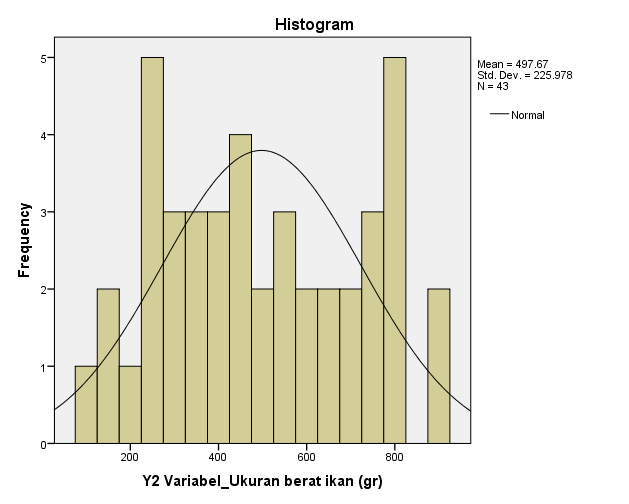 Histogram
Mean = 497.67
Std. Dev. = 225.978
N = 43
Normal
Frequency
5
4
3
2
1
0
200
400
600
800
Y2 Variabel_Ukuran berat ikan (gr)